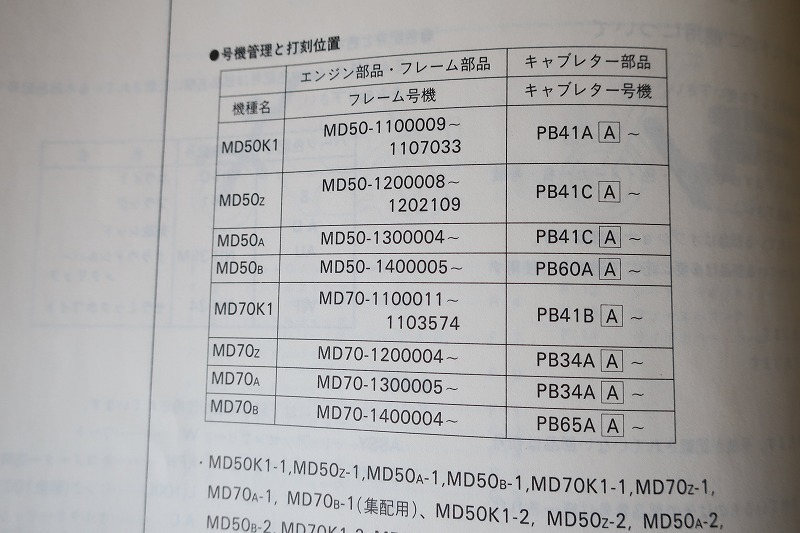 ●号機管理と打刻位置
エンジン部品・フレーム部品 キャブレター部品
機種名 フレーム号機 キャブレター号機
MD50K1 MD50-1100009~1107033 PB41A A ~
MD50Z MD50-1200008~1202109 PB41C A ~
MD50A MD50-1300004~ PB41C A ~
MD50B MD50-1400005~ PB60A A ~
MD70K1 MD70-1100011~1103574 PB41B A ~
MD70Z MD70-1200004~ PB34A A ~
MD70A MD70-1300005~ PB34A A ~
MD70B MD70-1400004~ PB65A A ~
・MD50K1-1,MD50Z-1,MD50A-1,MD50B-1,MD70K1-1,MD70Z-1,
MD70A-1, MD70B-1(集配用)、MD50K1-2, MD50Z-2, MD50A-2,
MD50B-2,